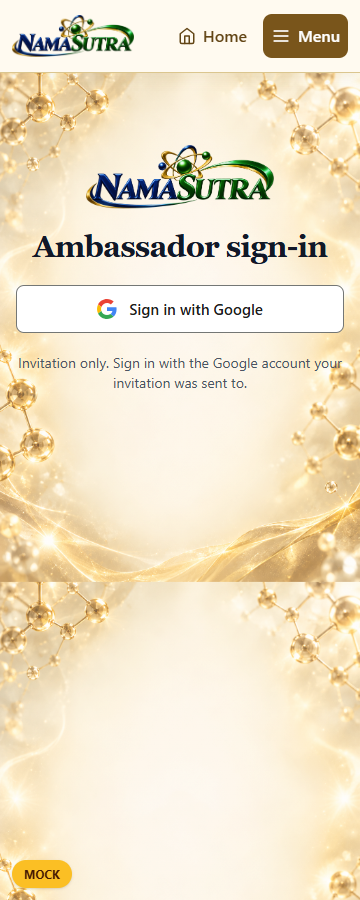 NAMASUTRA
Home
Menu
NAMASUTRA
Ambassador sign-in
Sign in with Google
Invitation only. Sign in with the Google account your
invitation was sent to.
MOCK